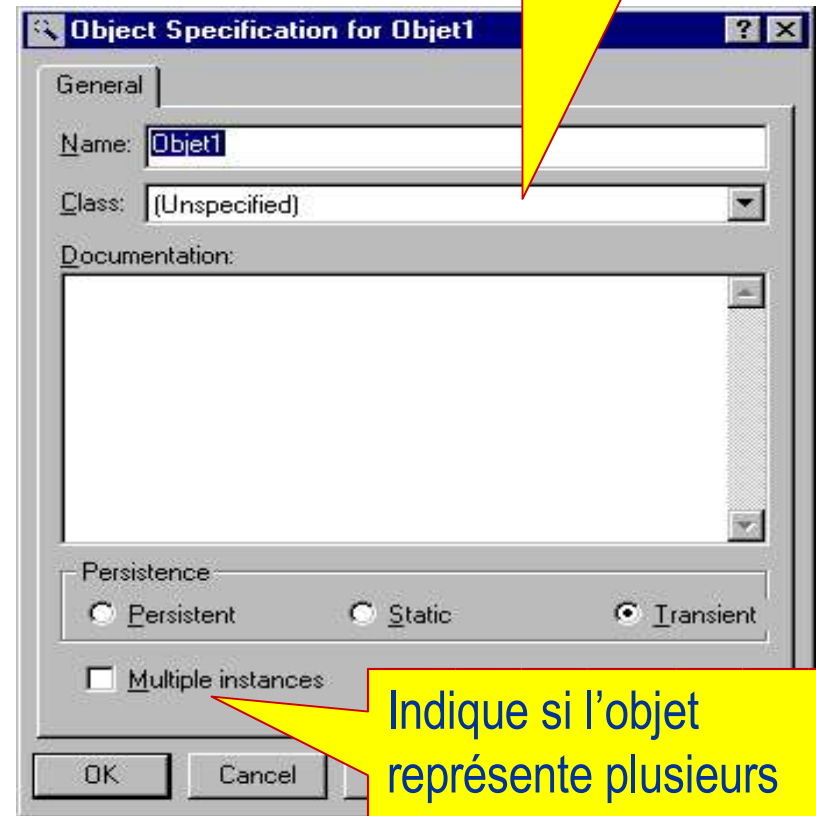 Object Specification for Objet1
General
Name: Objet1
Class: (Unspecified)
Documentation:
Persistence
Persistent Static Transient
Multiple instances
Indique si l’objet
représente plusieurs
OK Cancel